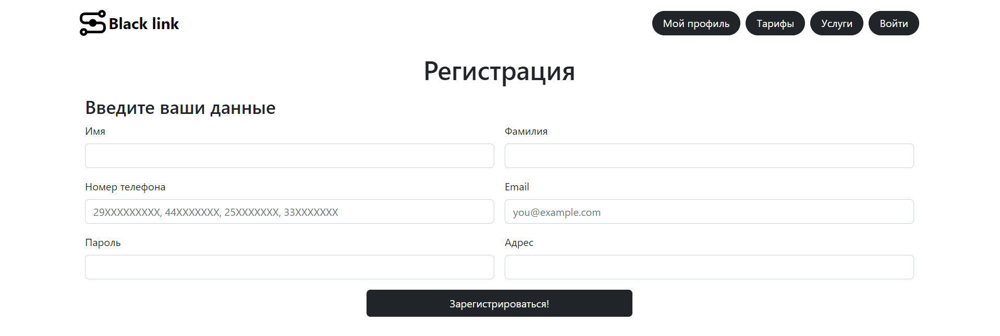 Black link
Мой профиль Тарифы Услуги Войти
Регистрация
Введите ваши данные
Имя Фамилия
Номер телефона Email
29XXXXXXXXX, 44XXXXXXX, 25XXXXXXX, 33XXXXXXX you@example.com
Пароль Адрес
Зарегистрироваться!